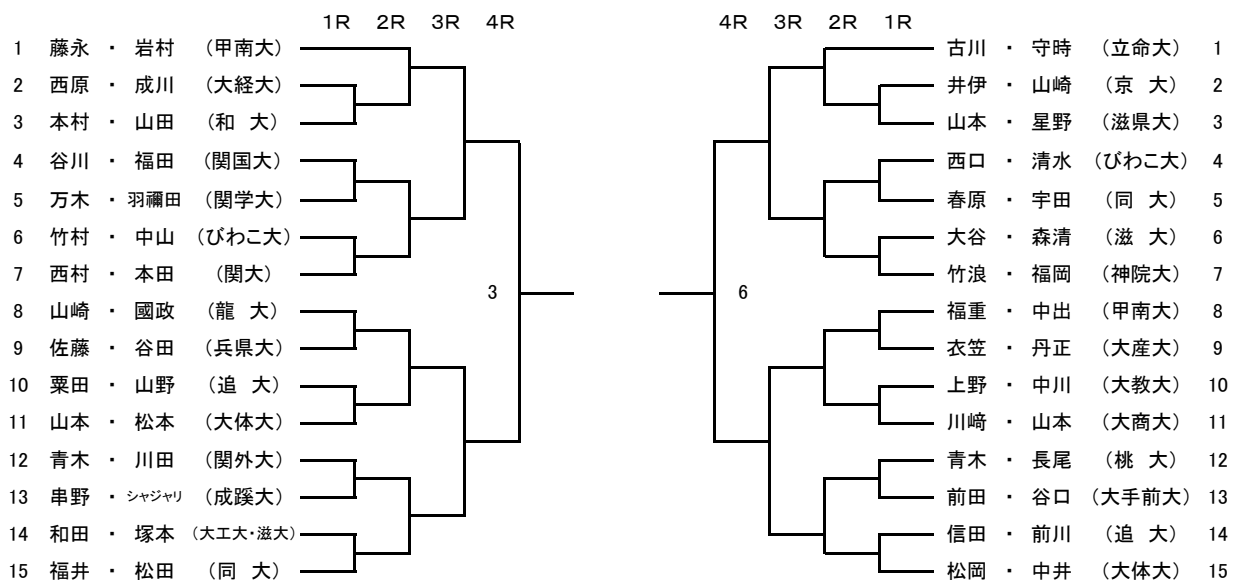 1R 2R 3R 4R
1 藤永 ・ 岩村 (甲南大)
2 西原 ・ 成川 (大経大)
3 本村 ・ 山田 (和 大)
4 谷川 ・ 福田 (関国大)
5 万木 ・ 羽禰田 (関学大)
6 竹村 ・ 中山 (びわこ大)
7 西村 ・ 本田 (関大)
8 山崎 ・ 國政 (龍 大)
9 佐藤 ・ 谷田 (兵県大)
10 粟田 ・ 山野 (追 大)
11 山本 ・ 松本 (大体大)
12 青木 ・ 川田 (関外大)
13 串野 ・ シャジャリ (成蹊大)
14 和田 ・ 塚本 (大工大・滋大)
15 福井 ・ 松田 (同 大)
3
4R 3R 2R 1R
古川 ・ 守時 (立命大) 1
井伊 ・ 山崎 (京 大) 2
山本 ・ 星野 (滋県大) 3
西口 ・ 清水 (びわこ大) 4
春原 ・ 宇田 (同 大) 5
大谷 ・ 森清 (滋 大) 6
竹浪 ・ 福岡 (神院大) 7
福重 ・ 中出 (甲南大) 8
衣笠 ・ 丹正 (大産大) 9
上野 ・ 中川 (大教大) 10
川﨑 ・ 山本 (大商大) 11
青木 ・ 長尾 (桃 大) 12
前田 ・ 谷口 (大手前大) 13
信田 ・ 前川 (追 大) 14
松岡 ・ 中井 (大体大) 15
6